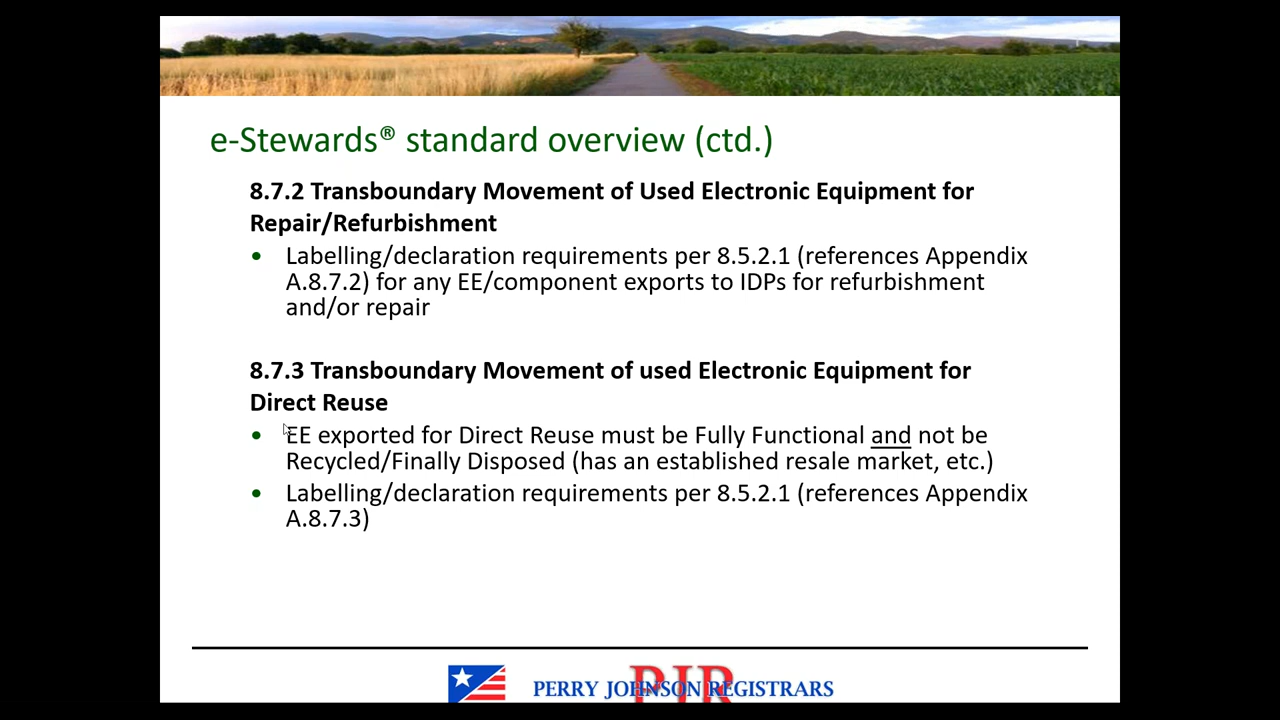 e-Stewards® standard overview (ctd.)
8.7.2 Transboundary Movement of Used Electronic Equipment for
Repair/Refurbishment
• Labelling/declaration requirements per 8.5.2.1 (references Appendix
A.8.7.2) for any EE/component exports to IDPs for refurbishment
and/or repair
8.7.3 Transboundary Movement of used Electronic Equipment for
Direct Reuse
• EE exported for Direct Reuse must be Fully Functional and not be
Recycled/Finally Disposed (has an established resale market, etc.)
• Labelling/declaration requirements per 8.5.2.1 (references Appendix
A.8.7.3)
PJR
PERRY JOHNSON REGISTRARS